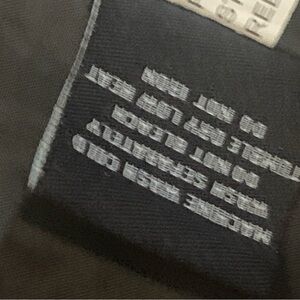 MACHINE WASH COLD
WASH SEPARATELY
DO NOT BLEACH
TUMBLE DRY LOW HEAT
DO NOT IRON